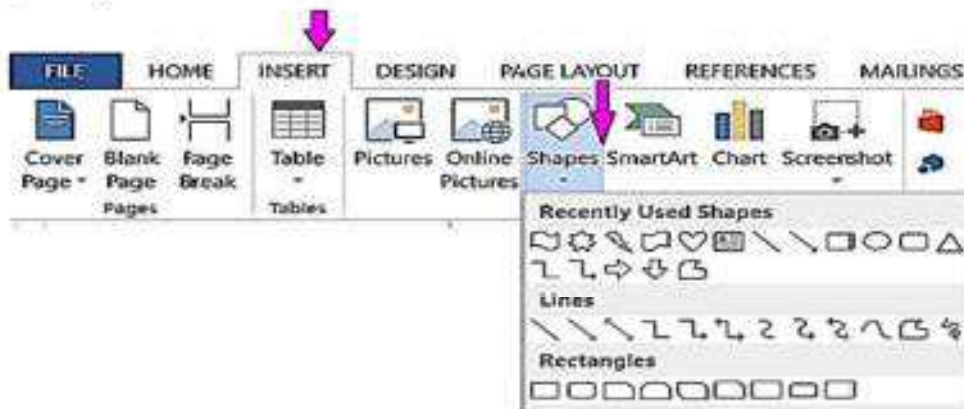 FILE HOME INSERT DESIGN PAGE LAYOUT REFERENCES MAILINGS
Cover Page Blank Page Page Break Table Pictures Online Pictures Shapes SmartArt Chart Screenshot
Pages Tables
Recently Used Shapes
Lines
Rectangles